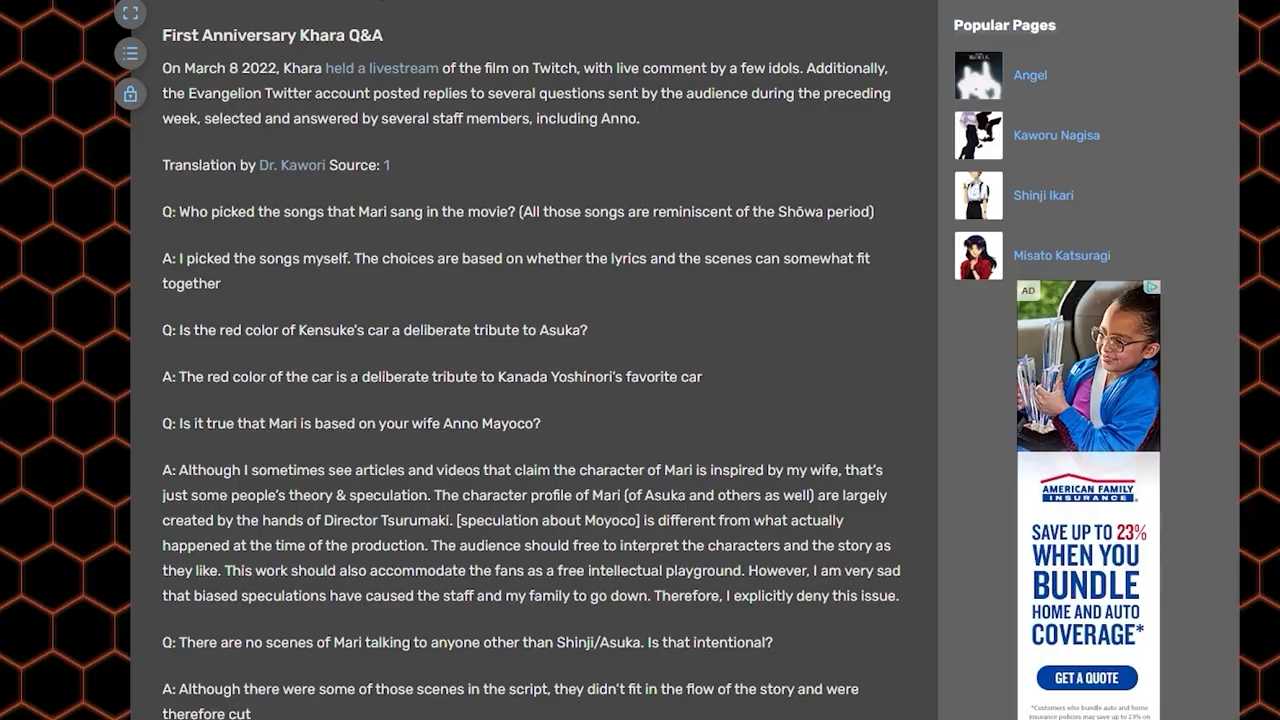 First Anniversary Khara Q&A
On March 8 2022, Khara held a livestream of the film on Twitch, with live comment by a few idols. Additionally,
the Evangelion Twitter account posted replies to several questions sent by the audience during the preceding
week, selected and answered by several staff members, including Anno.
Translation by Dr. Kawori Source: 1
Q: Who picked the songs that Mari sang in the movie? (All those songs are reminiscent of the Shōwa period)
A: I picked the songs myself. The choices are based on whether the lyrics and the scenes can somewhat fit
together
Q: Is the red color of Kensuke's car a deliberate tribute to Asuka?
A: The red color of the car is a deliberate tribute to Kanada Yoshinori's favorite car
Q: Is it true that Mari is based on your wife Anno Mayoco?
A: Although I sometimes see articles and videos that claim the character of Mari is inspired by my wife, that's
just some people's theory & speculation. The character profile of Mari (of Asuka and others as well) are largely
created by the hands of Director Tsurumaki. [speculation about Moyoco] is different from what actually
happened at the time of the production. The audience should free to interpret the characters and the story as
they like. This work should also accommodate the fans as a free intellectual playground. However, I am very sad
that biased speculations have caused the staff and my family to go down. Therefore, I explicitly deny this issue.
Q: There are no scenes of Mari talking to anyone other than Shinji/Asuka. Is that intentional?
A: Although there were some of those scenes in the script, they didn't fit in the flow of the story and were
therefore cut
Popular Pages
Angel
Kaworu Nagisa
Shinji Ikari
Misato Katsuragi
AD
AMERICAN FAMILY
INSURANCE
SAVE UP TO 23%
WHEN YOU
BUNDLE
HOME AND AUTO
COVERAGE*
GET A QUOTE
*Customers who bundle auto and home
insurance policies may save up to 23% on